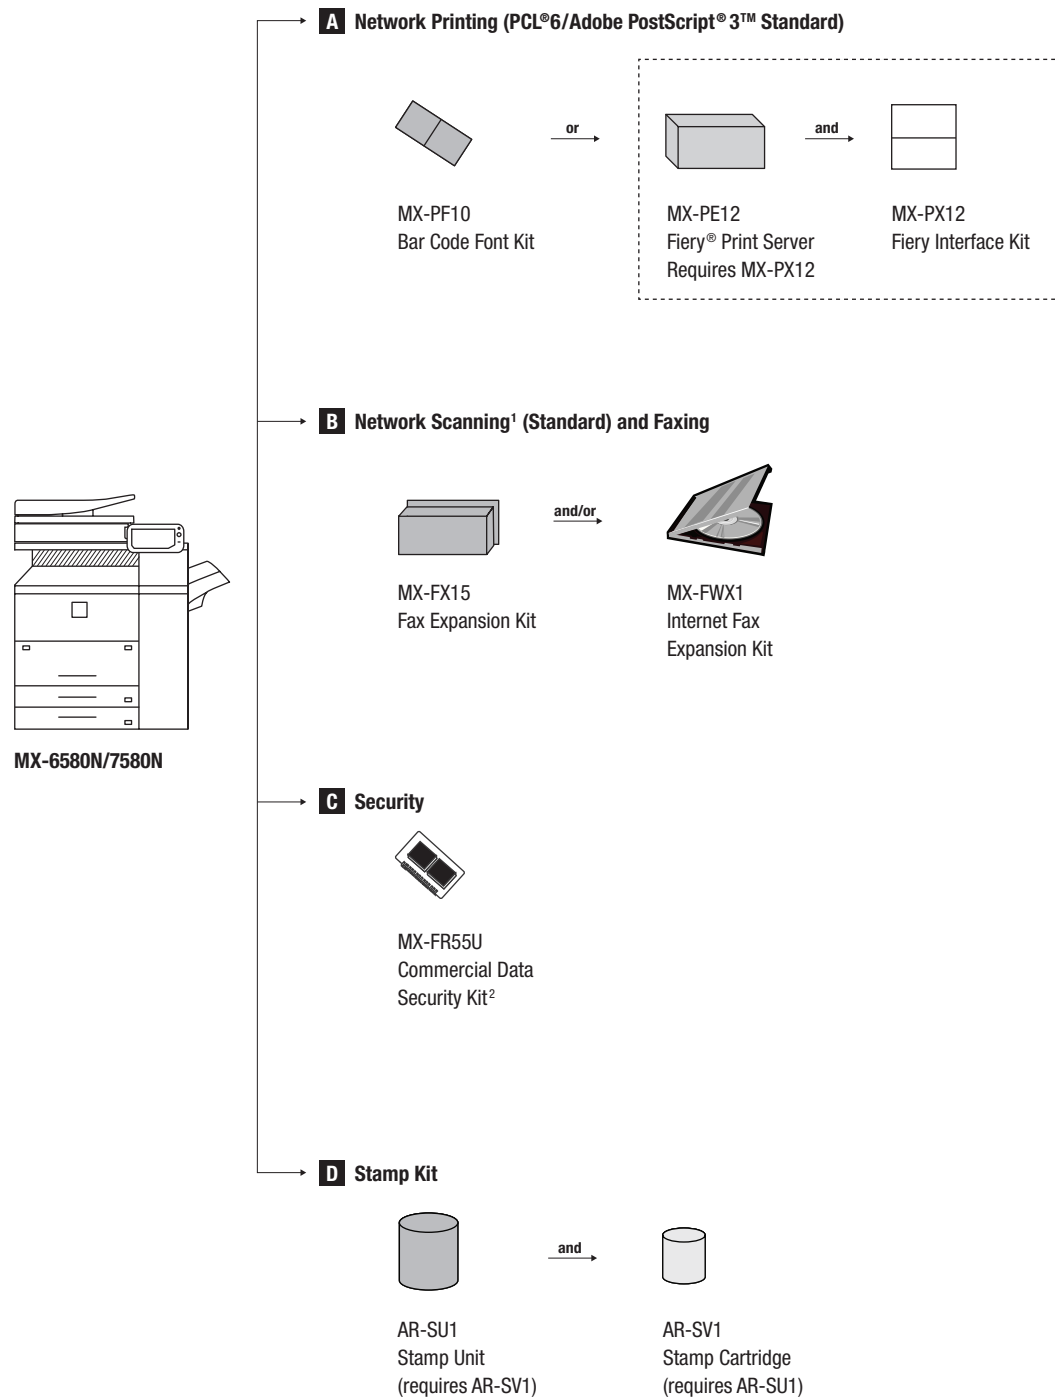 A Network Printing (PCL®6/Adobe PostScript® 3™ Standard)
or
and
MX-PF10
Bar Code Font Kit
MX-PE12
Fiery® Print Server
Requires MX-PX12
MX-PX12
Fiery Interface Kit
B Network Scanning¹ (Standard) and Faxing
and/or
MX-FX15
Fax Expansion Kit
MX-FWX1
Internet Fax
Expansion Kit
MX-6580N/7580N
C Security
MX-FR55U
Commercial Data
Security Kit²
D Stamp Kit
and
AR-SU1
Stamp Unit
(requires AR-SV1)
AR-SV1
Stamp Cartridge
(requires AR-SU1)